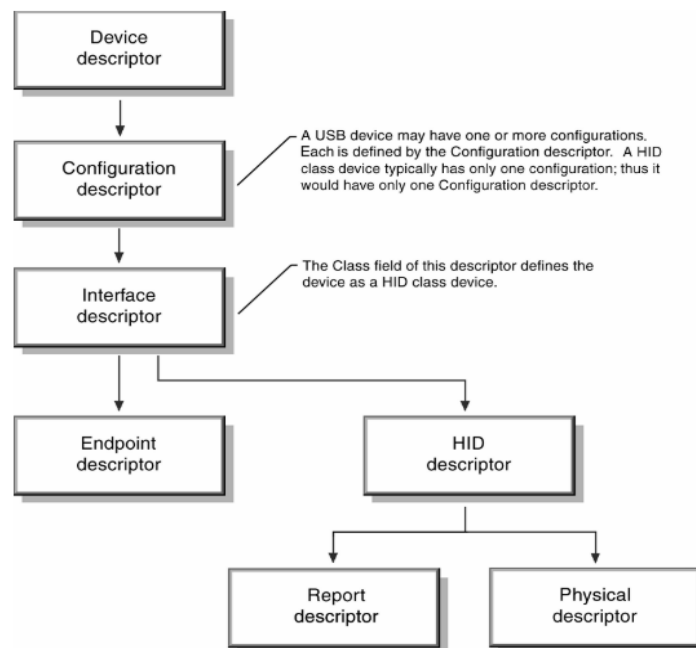 Device
descriptor
A USB device may have one or more configurations.
Each is defined by the Configuration descriptor. A HID
class device typically has only one configuration; thus it
would have only one Configuration descriptor.
Configuration
descriptor
The Class field of this descriptor defines the
device as a HID class device.
Interface
descriptor
Endpoint
descriptor
HID
descriptor
Report
descriptor
Physical
descriptor